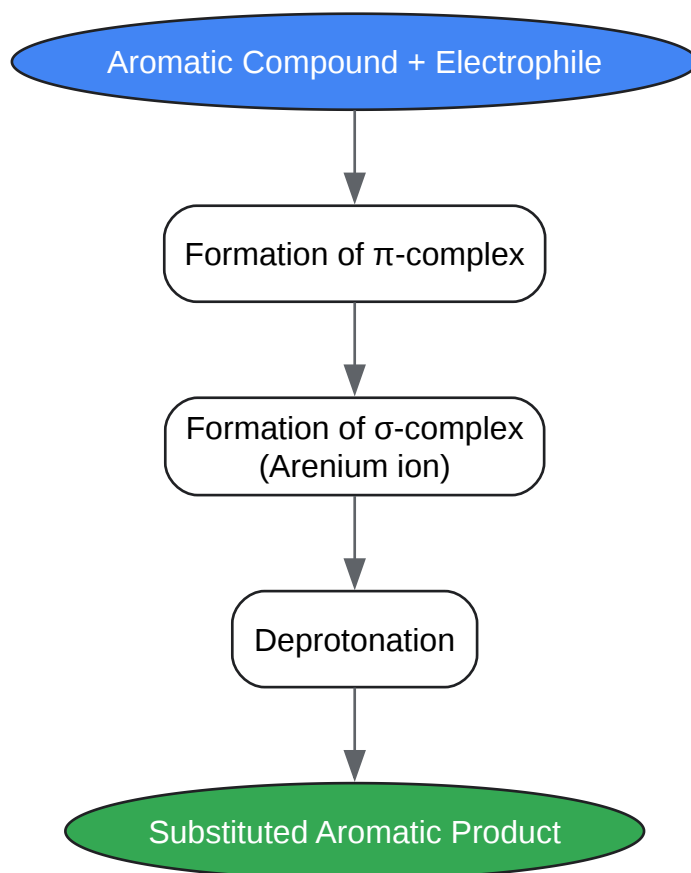 Aromatic Compound + Electrophile
Formation of π-complex
Formation of σ-complex
(Arenium ion)
Deprotonation
Substituted Aromatic Product